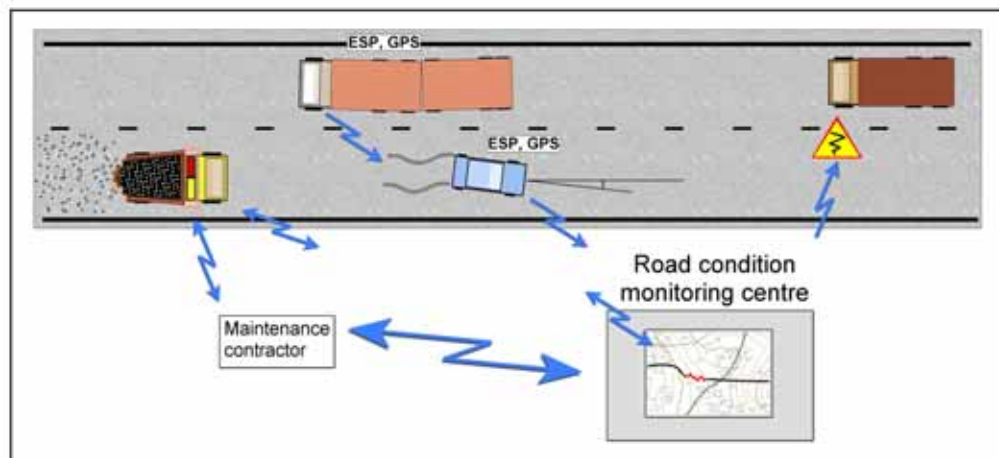 ESP, GPS
ESP, GPS
Road condition
monitoring centre
Maintenance
contractor